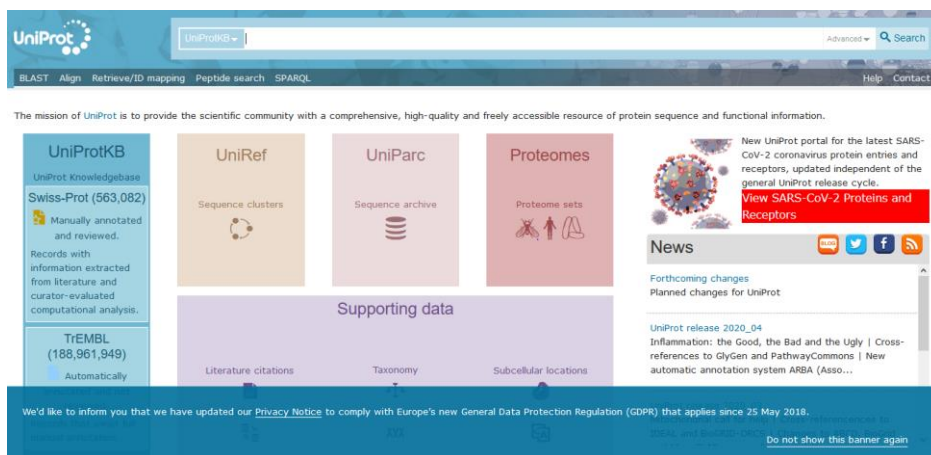 UniProt
UniProtKB
Advanced
Search
BLAST Align Retrieve/ID mapping Peptide search SPARQL
Help Contact
The mission of UniProt is to provide the scientific community with a comprehensive, high-quality and freely accessible resource of protein sequence and functional information.
UniProtKB
UniProt Knowledgebase
Swiss-Prot (563,082)
Manually annotated
and reviewed.
Records with
information extracted
from literature and
curator-evaluated
computational analysis.
TrEMBL
(188,961,949)
Automatically
UniRef
Sequence clusters
UniParc
Sequence archive
Proteomes
Proteome sets
Supporting data
Literature citations
Taxonomy
Subcellular locations
New UniProt portal for the latest SARS-
CoV-2 coronavirus protein entries and
receptors, updated independent of the
general UniProt release cycle.
View SARS-CoV-2 Proteins and
Receptors
News
BLOG
Forthcoming changes
Planned changes for UniProt
UniProt release 2020_04
Inflammation: the Good, the Bad and the Ugly | Cross-
references to GlyGen and PathwayCommons | New
automatic annotation system ARBA (Asso...
We'd like to inform you that we have updated our Privacy Notice to comply with Europe's new General Data Protection Regulation (GDPR) that applies since 25 May 2018.
Do not show this banner again